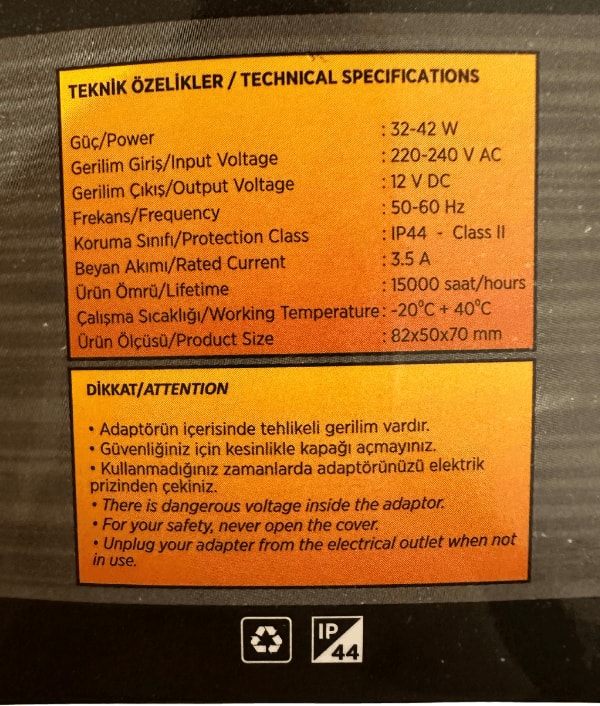 TEKNİK ÖZELİKLER / TECHNICAL SPECIFICATIONS
Güç/Power : 32-42 W
Gerilim Giriş/Input Voltage : 220-240 V AC
Gerilim Çıkış/Output Voltage : 12 V DC
Frekans/Frequency : 50-60 Hz
Koruma Sınıfı/Protection Class : IP44 - Class II
Beyan Akımı/Rated Current : 3.5 A
Ürün Ömrü/Lifetime : 15000 saat/hours
Çalışma Sıcaklığı/Working Temperature : -20°C + 40°C
Ürün Ölçüsü/Product Size : 82x50x70 mm
DİKKAT/ATTENTION
• Adaptörün içerisinde tehlikeli gerilim vardır.
• Güvenliğiniz için kesinlikle kapağı açmayınız.
• Kullanmadığınız zamanlarda adaptörünüzü elektrik
prizinden çekiniz.
• There is dangerous voltage inside the adaptor.
• For your safety, never open the cover.
• Unplug your adapter from the electrical outlet when not
in use.
IP
44